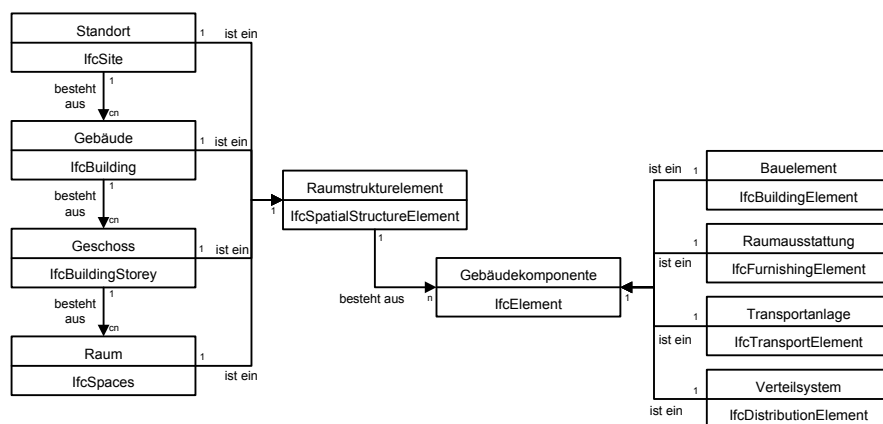 Standort
1
ist ein
IfcSite
1
besteht
aus
cn
Gebäude
1
ist ein
IfcBuilding
1
besteht
aus
cn
Geschoss
1
ist ein
IfcBuildingStorey
1
besteht
aus
cn
Raum
1
ist ein
IfcSpaces
Raumstrukturelement
1
IfcSpatialStructureElement
1
besteht aus
n
Gebäudekomponente
1
IfcElement
ist ein
1
Bauelement
IfcBuildingElement
ist ein
1
Raumausstattung
IfcFurnishingElement
ist ein
1
Transportanlage
IfcTransportElement
ist ein
1
Verteilsystem
IfcDistributionElement